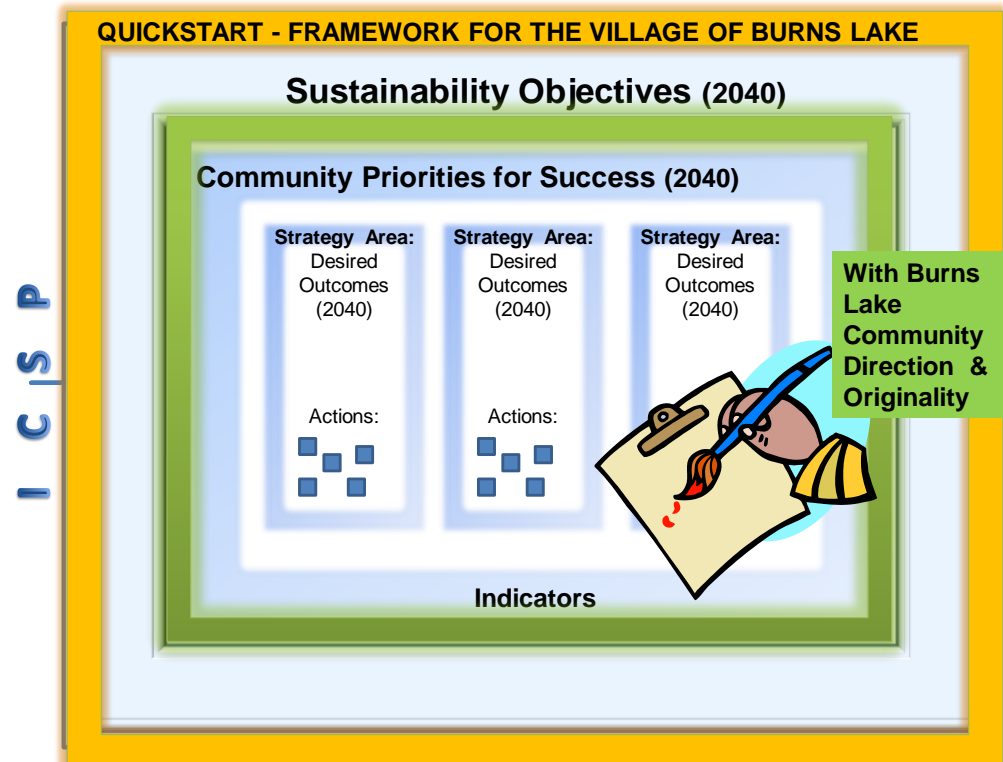 QUICKSTART - FRAMEWORK FOR THE VILLAGE OF BURNS LAKE
Sustainability Objectives (2040)
Community Priorities for Success (2040)
Strategy Area:
Desired
Outcomes
(2040)
Actions:
Strategy Area:
Desired
Outcomes
(2040)
Actions:
Strategy Area:
Desired
Outcomes
(2040)
With Burns
Lake
Community
Direction &
Originality
Indicators
I C S P